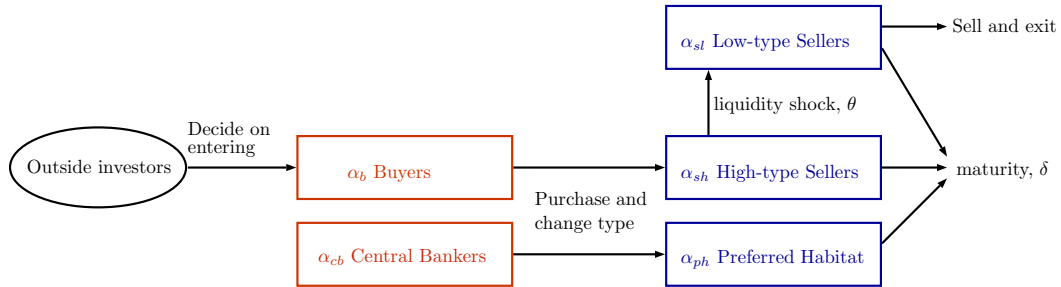 α_sl Low-type Sellers
Sell and exit
liquidity shock, θ
Decide on
entering
Outside investors
α_b Buyers
α_sh High-type Sellers
maturity, δ
Purchase and
change type
α_cb Central Bankers
α_ph Preferred Habitat